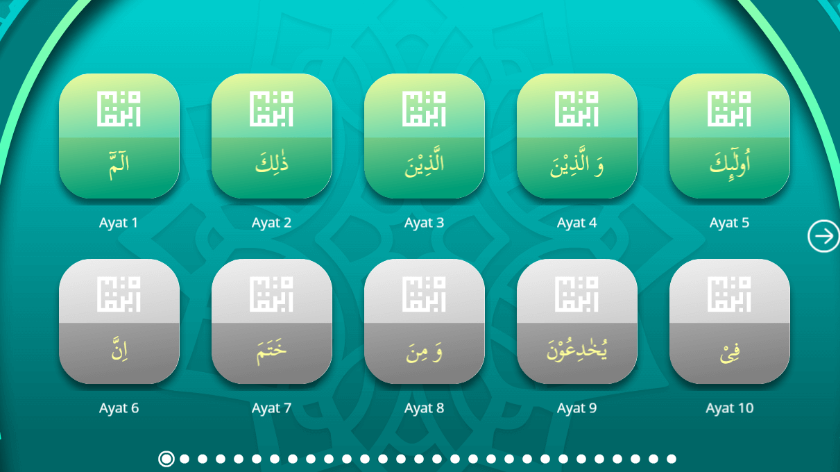 الٓمّٓ
Ayat 1
ذٰلِكَ
Ayat 2
الَّذِيْنَ
Ayat 3
وَ الَّذِيْنَ
Ayat 4
اُولٰٓئِكَ
Ayat 5
اِنَّ
Ayat 6
خَتَمَ
Ayat 7
وَ مِنَ
Ayat 8
يُخٰدِعُوْنَ
Ayat 9
فِيْ
Ayat 10